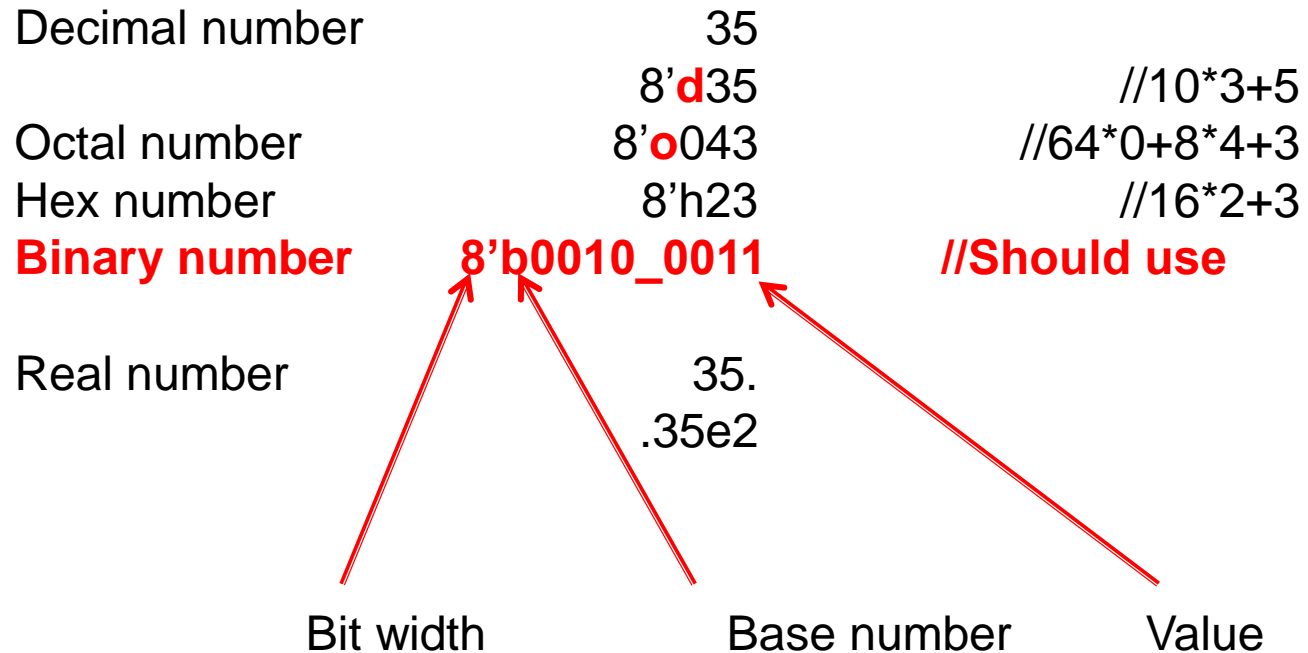 Decimal number 35
8’d35 //10*3+5
Octal number 8’o043 //64*0+8*4+3
Hex number 8’h23 //16*2+3
Binary number 8’b0010_0011 //Should use
Real number 35.
.35e2
Bit width Base number Value